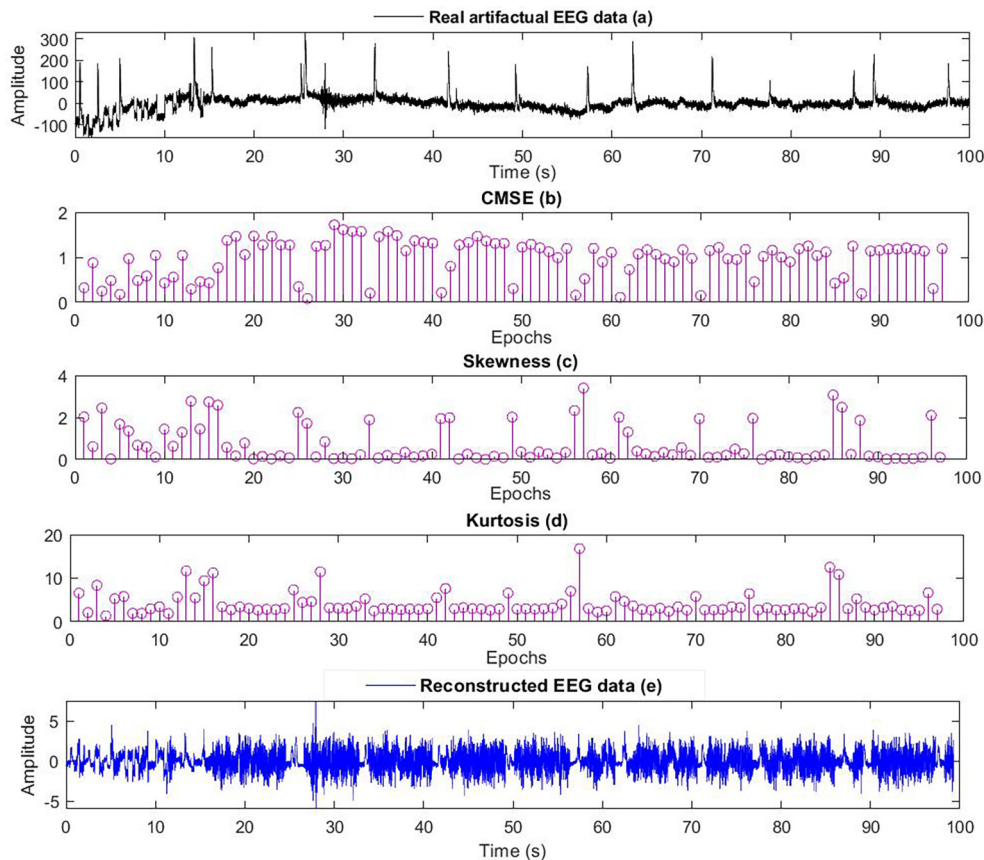 Real artifactual EEG data (a)
Amplitude
300
200
100
0
-100
0 10 20 30 40 50 60 70 80 90 100
Time (s)
CMSE (b)
2
1
0
0 10 20 30 40 50 60 70 80 90 100
Epochs
Skewness (c)
4
2
0
0 10 20 30 40 50 60 70 80 90 100
Epochs
Kurtosis (d)
20
10
0
0 10 20 30 40 50 60 70 80 90 100
Epochs
Reconstructed EEG data (e)
Amplitude
5
0
-5
0 10 20 30 40 50 60 70 80 90 100
Time (s)